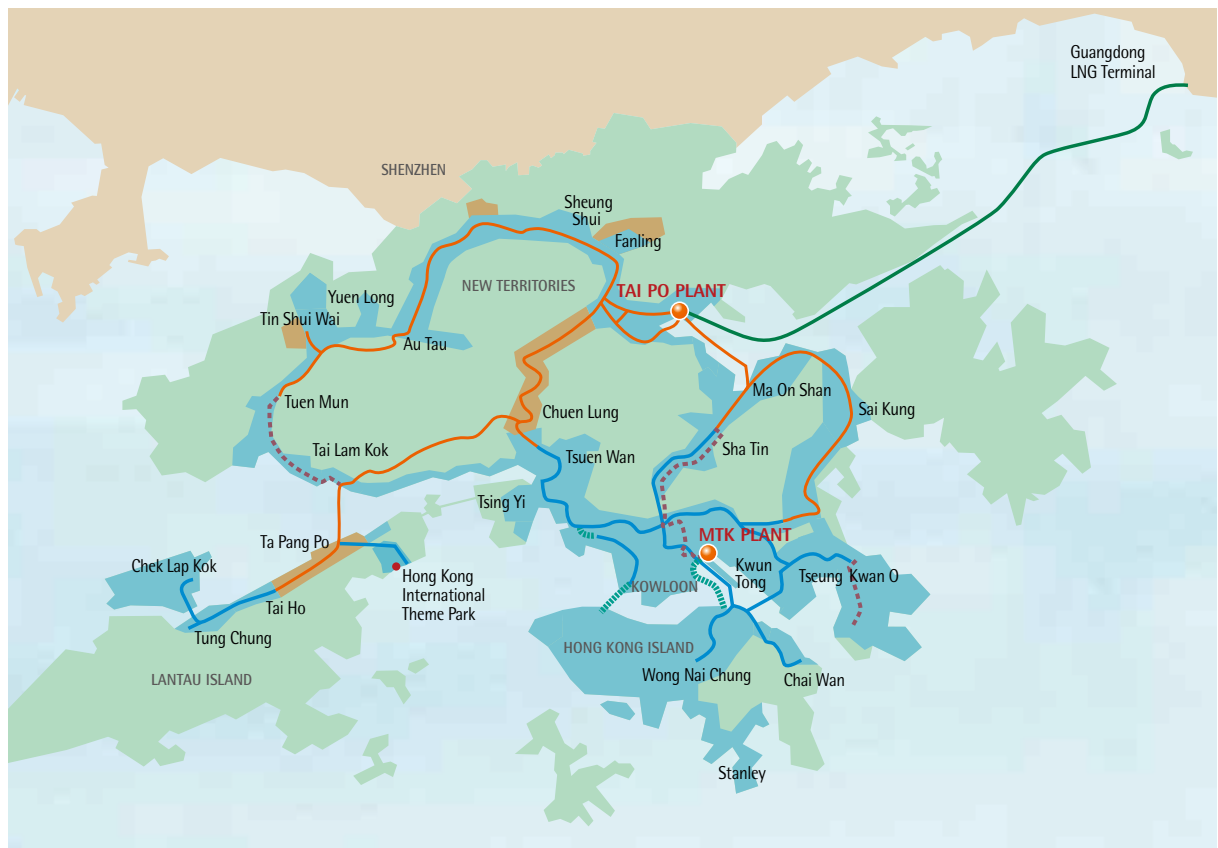 Guangdong
LNG Terminal
SHENZHEN
Sheung
Shui
Fanling
NEW TERRITORIES
TAI PO PLANT
Yuen Long
Tin Shui Wai
Au Tau
Tuen Mun
Chuen Lung
Ma On Shan
Sai Kung
Tai Lam Kok
Tsuen Wan
Sha Tin
Tsing Yi
MTK PLANT
Ta Pang Po
Chek Lap Kok
Hong Kong
International
Theme Park
Kwun
Tong
Tseung Kwan O
KOWLOON
Tai Ho
Tung Chung
HONG KONG ISLAND
LANTAU ISLAND
Wong Nai Chung
Chai Wan
Stanley